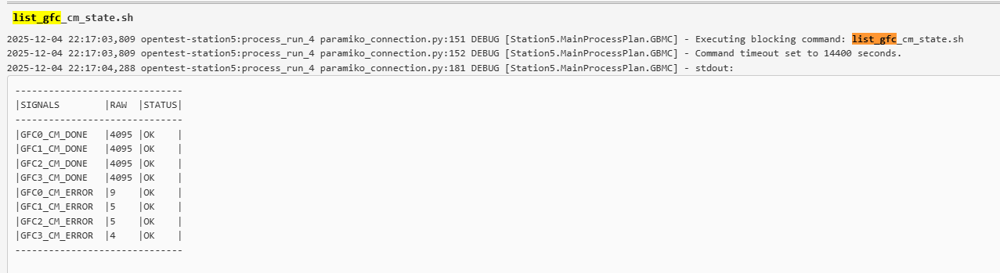 list_gfc_cm_state.sh
2025-12-04 22:17:03,809 opentest-station5:process_run_4 paramiko_connection.py:151 DEBUG [Station5.MainProcessPlan.GBMC] - Executing blocking command: list_gfc_cm_state.sh
2025-12-04 22:17:03,809 opentest-station5:process_run_4 paramiko_connection.py:152 DEBUG [Station5.MainProcessPlan.GBMC] - Command timeout set to 14400 seconds.
2025-12-04 22:17:04,288 opentest-station5:process_run_4 paramiko_connection.py:181 DEBUG [Station5.MainProcessPlan.GBMC] - stdout:
------------------------------
|SIGNALS        |RAW  |STATUS|
------------------------------
|GFC0_CM_DONE   |4095 |OK    |
|GFC1_CM_DONE   |4095 |OK    |
|GFC2_CM_DONE   |4095 |OK    |
|GFC3_CM_DONE   |4095 |OK    |
|GFC0_CM_ERROR  |9    |OK    |
|GFC1_CM_ERROR  |5    |OK    |
|GFC2_CM_ERROR  |5    |OK    |
|GFC3_CM_ERROR  |4    |OK    |
------------------------------